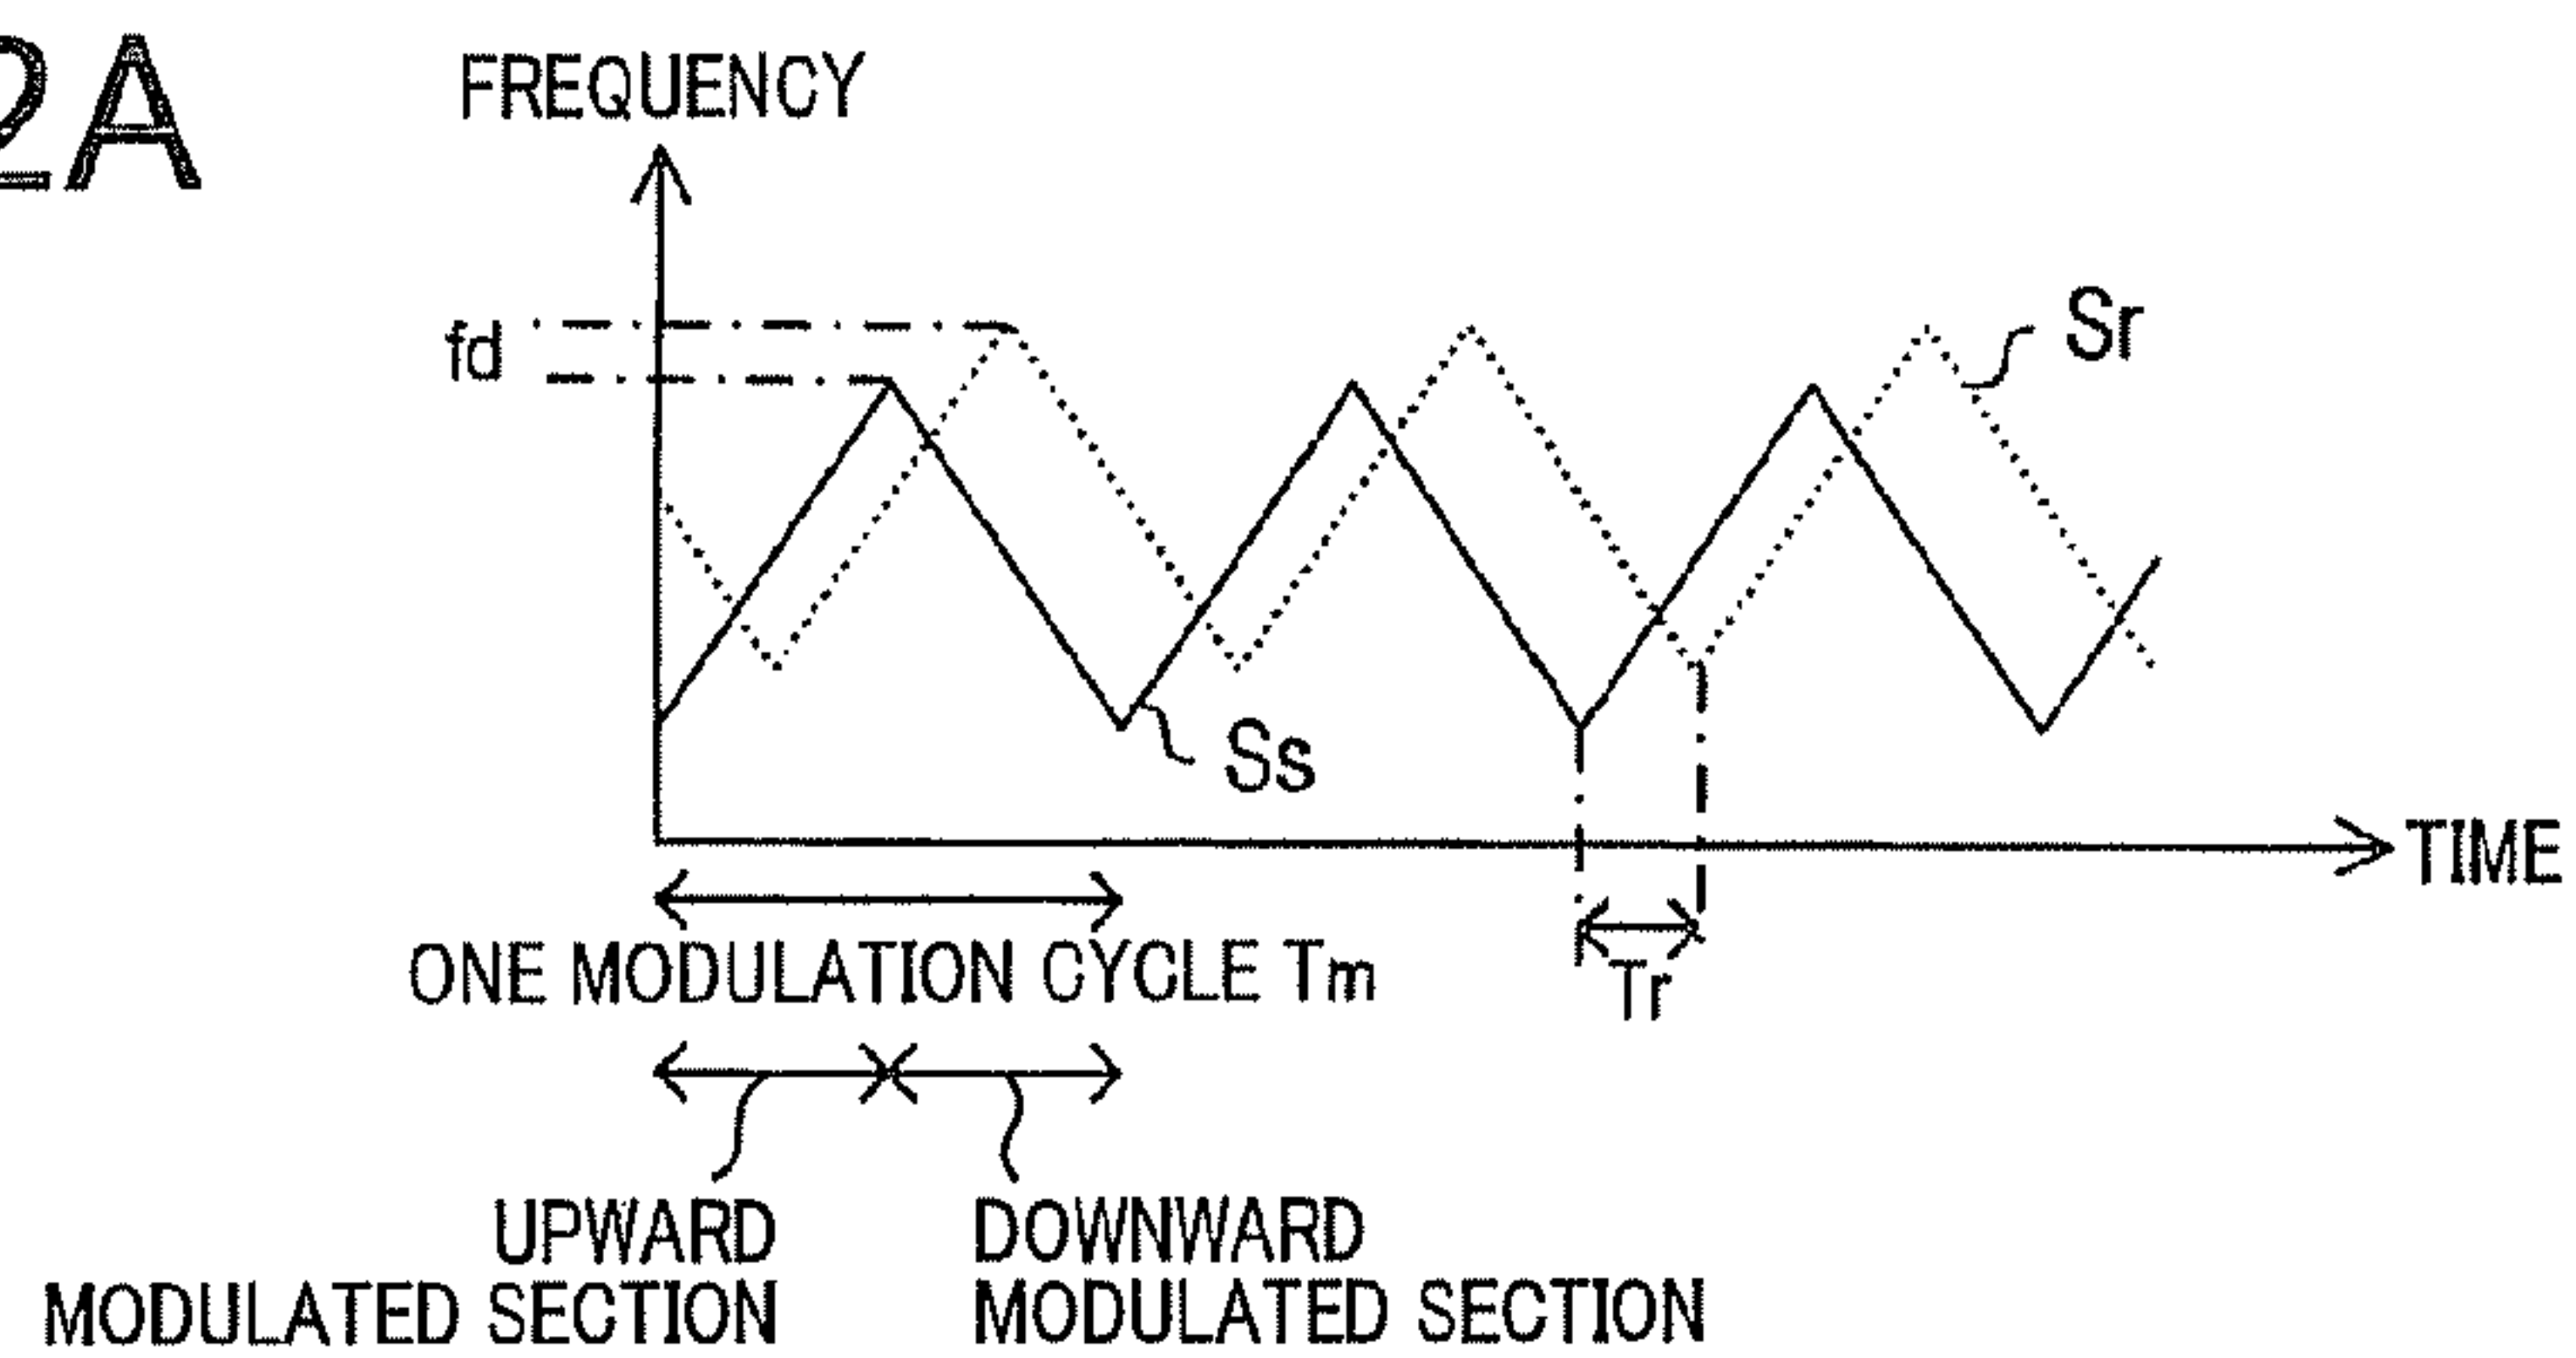 2A
FREQUENCY
fd
Sr
Ss
TIME
ONE MODULATION CYCLE Tm
Tr
UPWARD
MODULATED SECTION
DOWNWARD
MODULATED SECTION